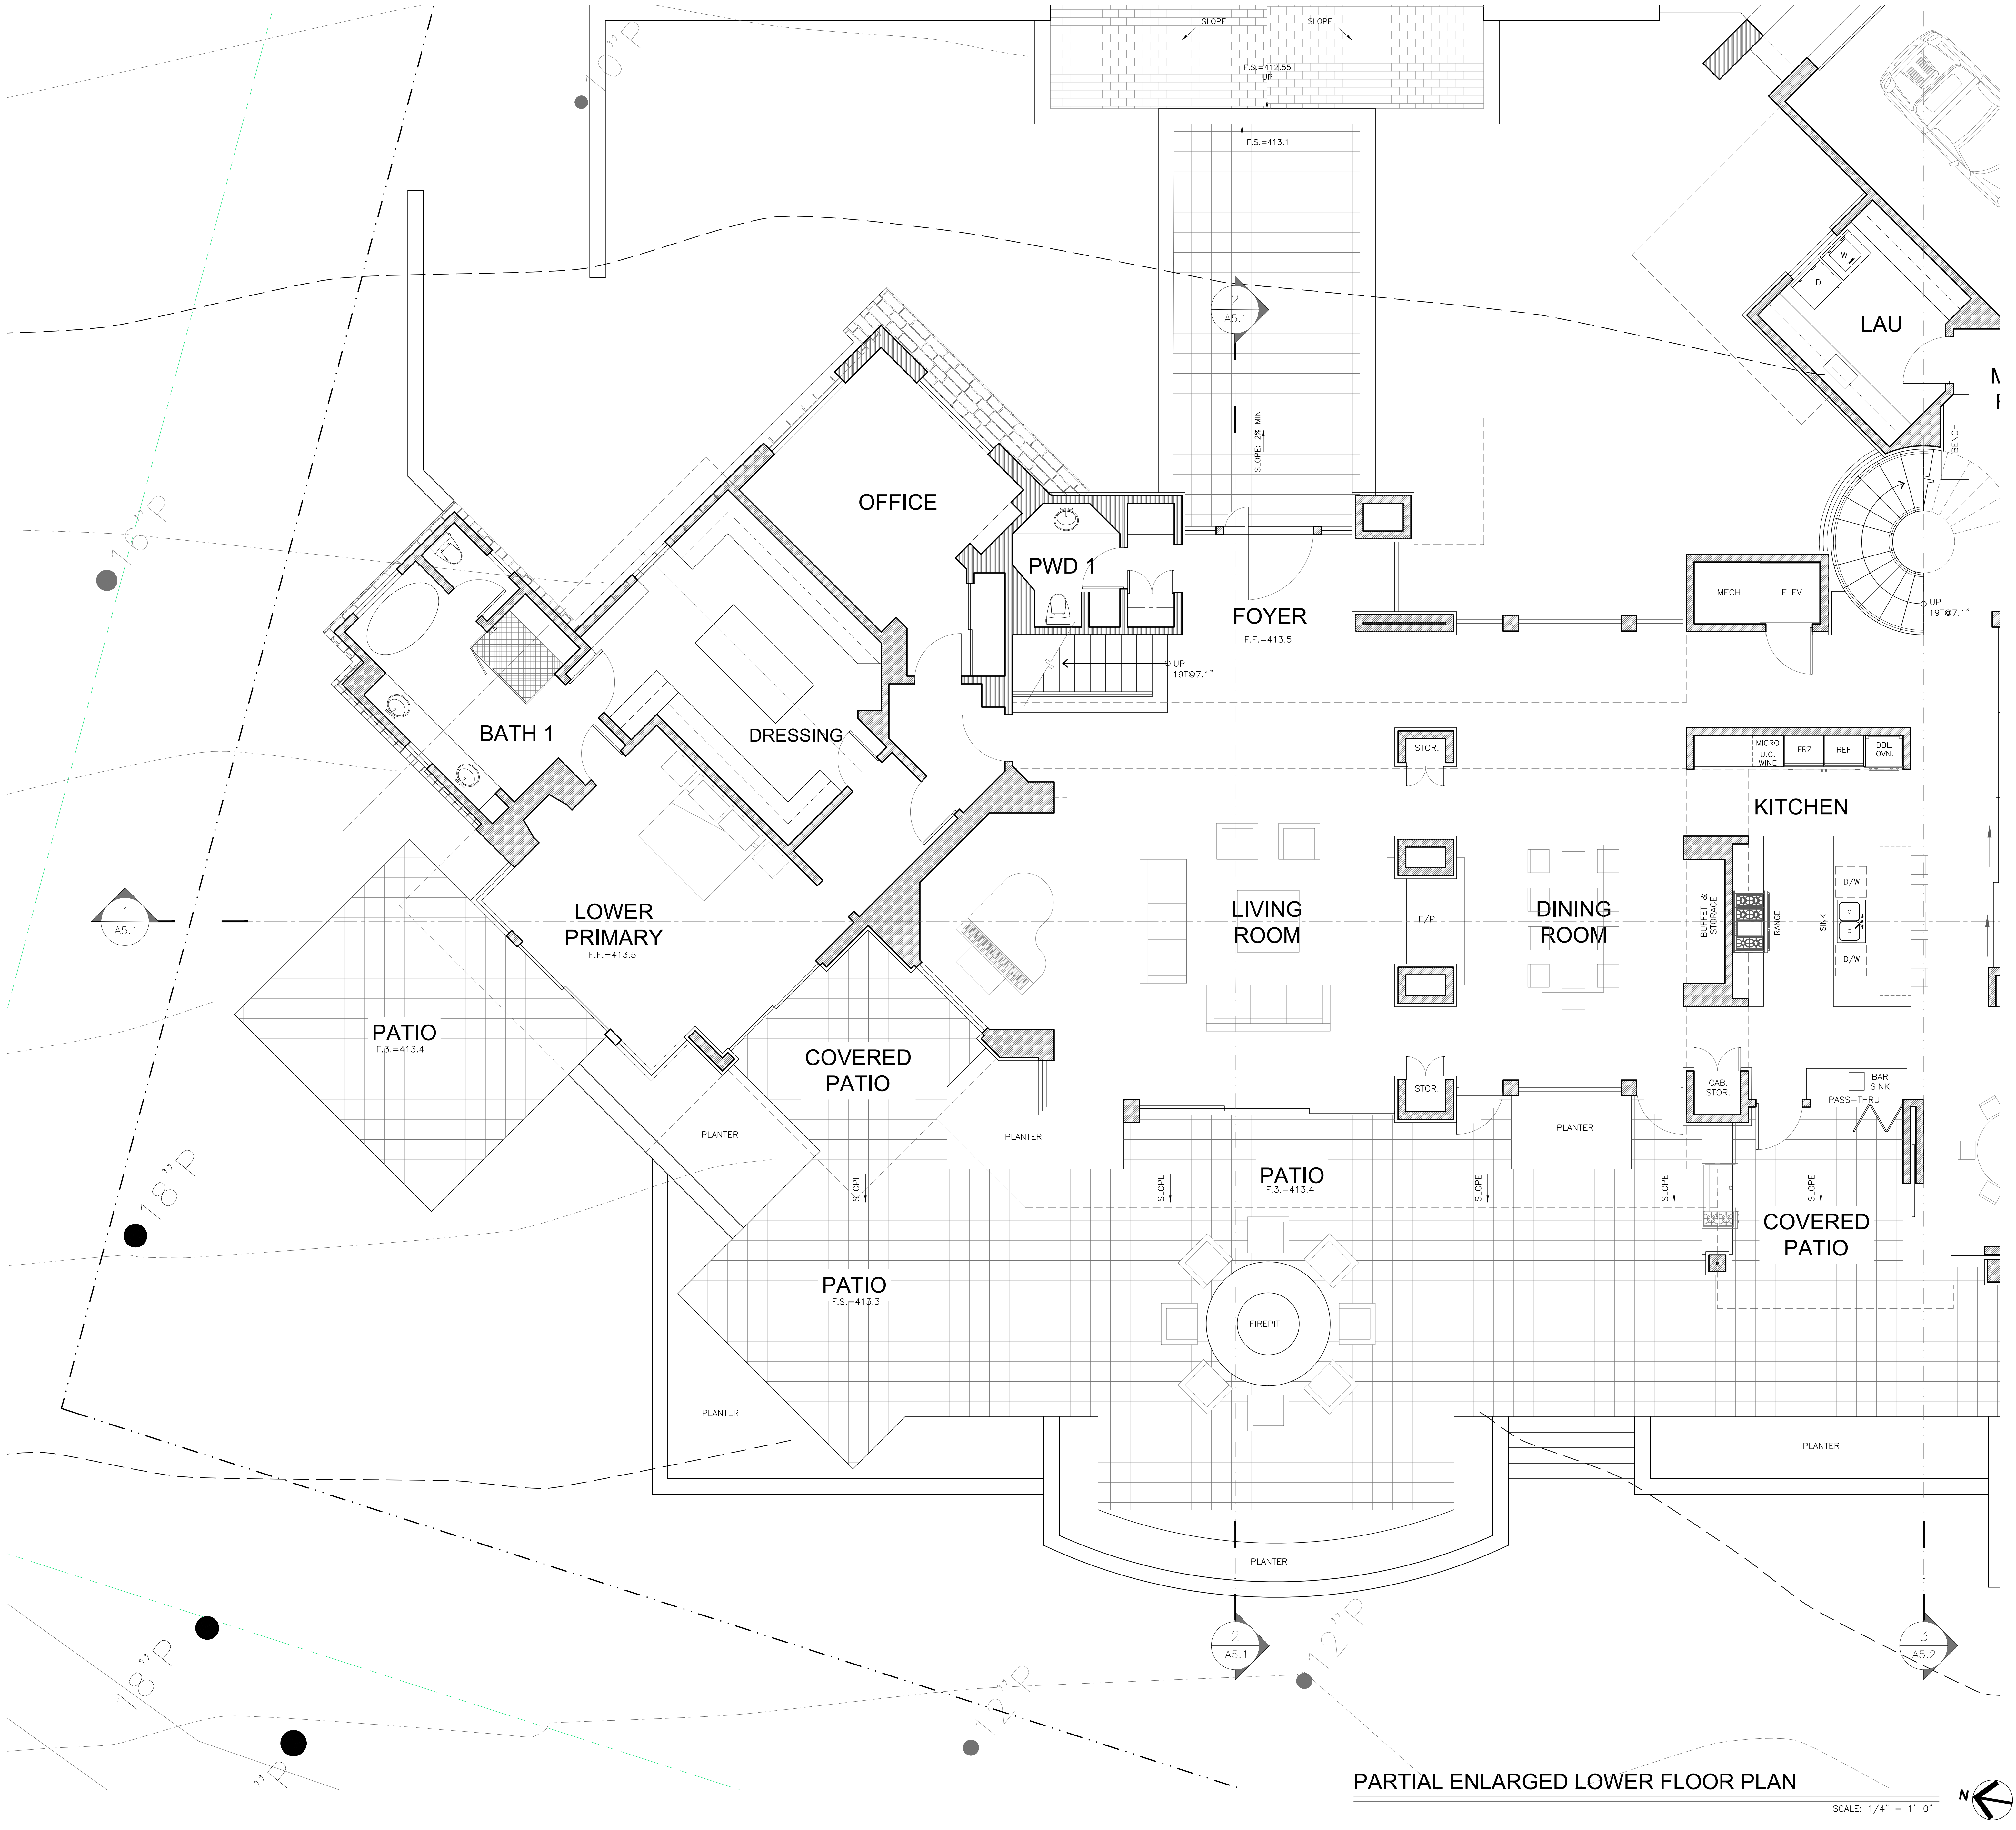 SLOPE
SLOPE
10"P
F.S.=412.55
UP
F.S.=413.1
W
D
LAU
2
A5.1
SLOPE: 2% MIN
BENCH
OFFICE
16"P
PWD 1
MECH.
ELEV
UP
19T@7.1"
FOYER
F.F.=413.5
UP
19T@7.1"
BATH 1
DRESSING
STOR.
MICRO
U.C.
WINE
FRZ
REF
DBL.
OVN.
KITCHEN
1
A5.1
LOWER
PRIMARY
F.F.=413.5
LIVING
ROOM
F/P
DINING
ROOM
BUFFET &
STORAGE
RANGE
SINK
D/W
D/W
PATIO
F.3.=413.4
COVERED
PATIO
STOR.
CAB.
STOR.
BAR
SINK
PASS-THRU
PLANTER
PLANTER
PLANTER
18"P
SLOPE
SLOPE
PATIO
F.3.=413.4
SLOPE
SLOPE
SLOPE
COVERED
PATIO
PATIO
F.S.=413.3
FIREPIT
PLANTER
PLANTER
PLANTER
18"P
2
A5.1
12"P
12"P
3
A5.2
"P
PARTIAL ENLARGED LOWER FLOOR PLAN
SCALE: 1/4" = 1'-0"
N